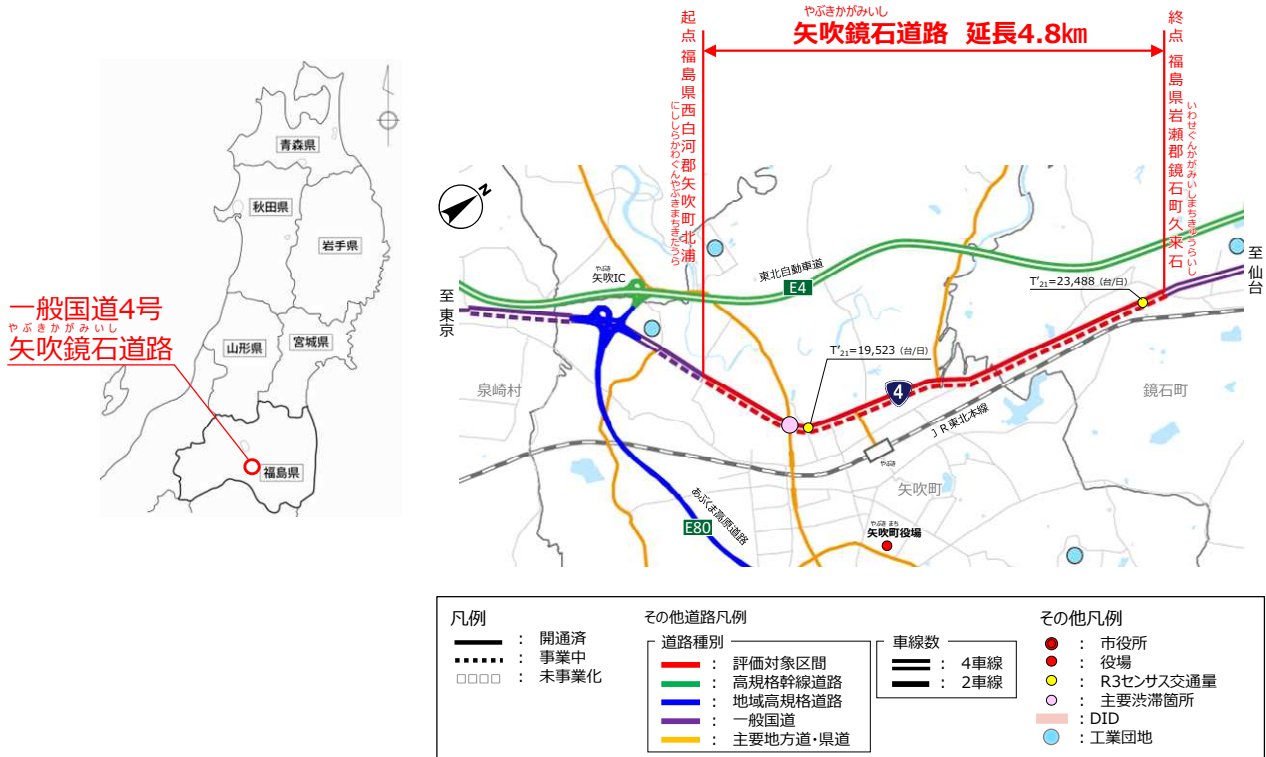 やぶきかがみいし
矢吹鏡石道路 延長4.8㎞
起点 福島県西白河郡矢吹町北浦
にししらかわぐんやぶきまちきたうら
終点 福島県岩瀬郡鏡石町久来石
いわせぐんかがみいしまちきゅうらいし
青森県
秋田県
岩手県
山形県
宮城県
福島県
一般国道4号
やぶきかがみいし
矢吹鏡石道路
N
至東京
至仙台
やぶき
矢吹IC
東北自動車道
E4
T'21=23,488 (台/日)
T'21=19,523 (台/日)
4
泉崎村
鏡石町
JR東北本線
やぶき
矢吹町
あぶくま高原道路
E80
やぶき まち
矢吹町役場
凡例
: 開通済
: 事業中
: 未事業化
その他道路凡例
道路種別
: 評価対象区間
: 高規格幹線道路
: 地域高規格道路
: 一般国道
: 主要地方道・県道
車線数
: 4車線
: 2車線
その他凡例
: 市役所
: 役場
: R3センサス交通量
: 主要渋滞箇所
: DID
: 工業団地